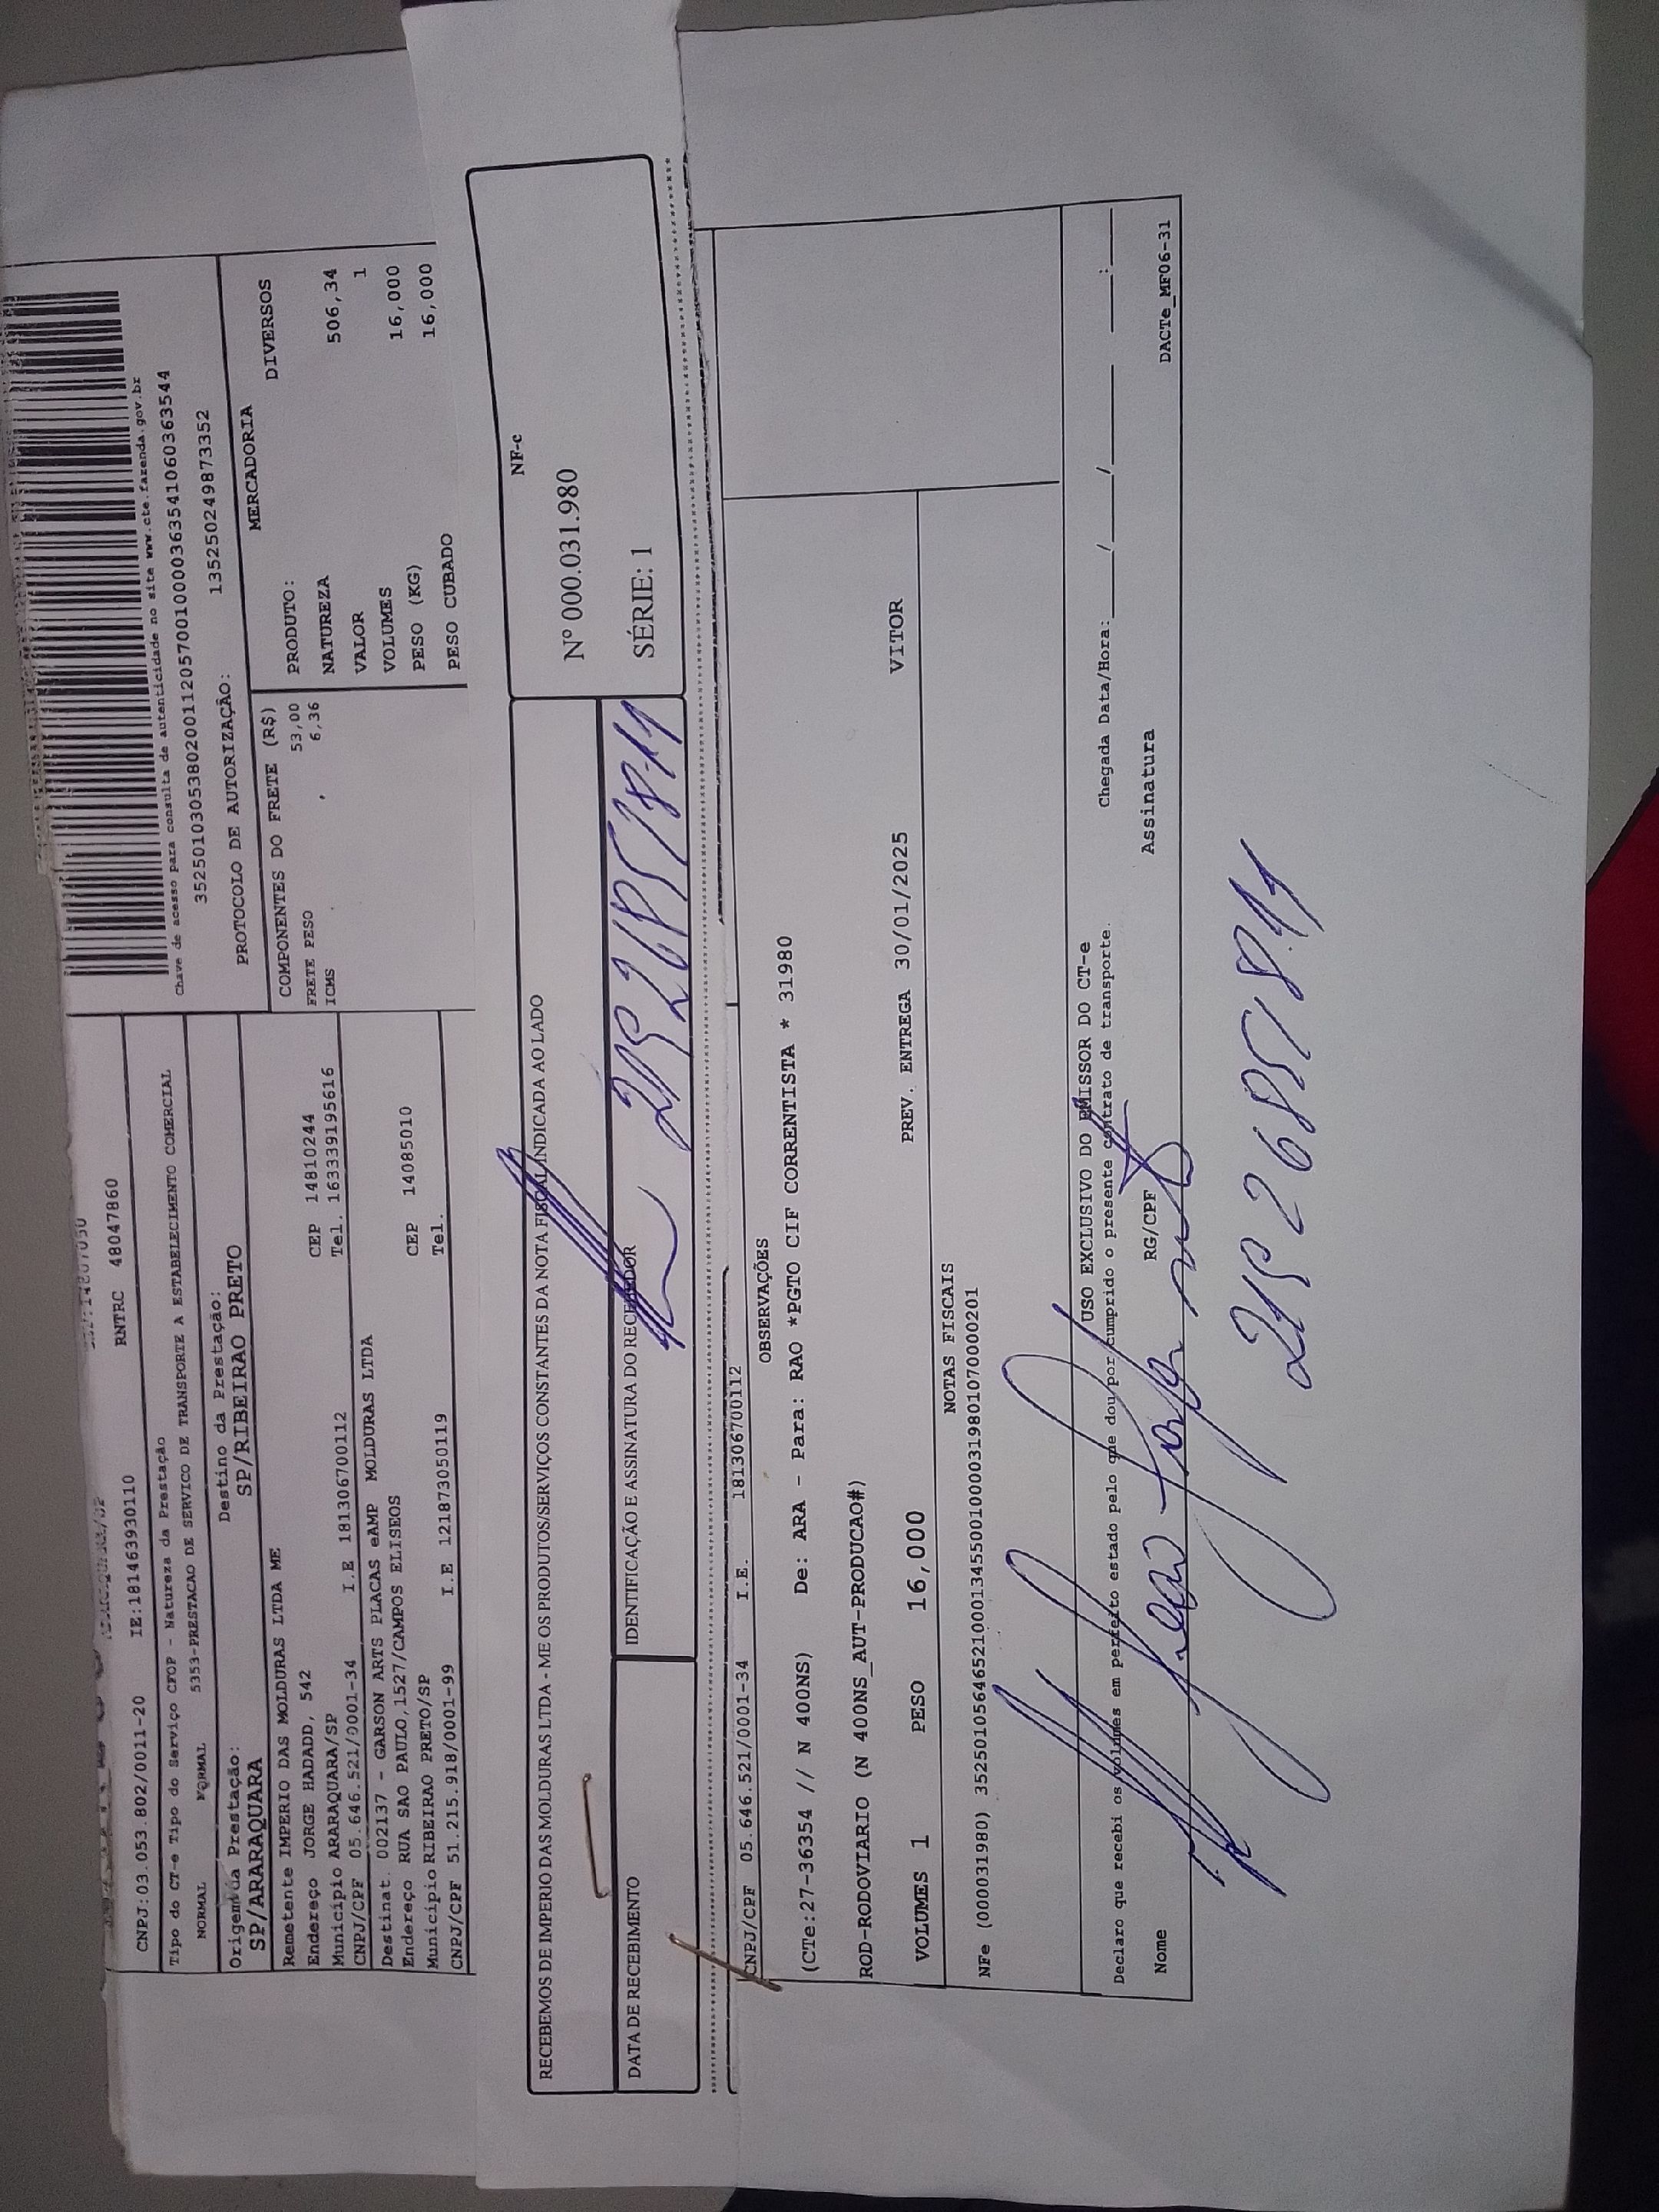 CNPJ:03.053.802/0011-20 IE:181463930110 RNTRC 48047860
Tipo do CT-e Tipo do Serviço CFOP - Natureza da Prestação
NORMAL NORMAL 5353-PRESTACAO DE SERVICO DE TRANSPORTE A ESTABELECIMENTO COMERCIAL
Origem da Prestação: Destino da Prestação:
SP/ARARAQUARA SP/RIBEIRAO PRETO
Remetente IMPERIO DAS MOLDURAS LTDA ME
Endereço JORGE HADADD, 542 CEP 14810244
Município ARARAQUARA/SP Tel. 1633339195616
CNPJ/CPF 05.646.521/0001-34 I.E 181306700112
Destinat. 002137 - GARSON ARTS PLACAS eAMP MOLDURAS LTDA
Endereço RUA SAO PAULO,1527/CAMPOS ELISEOS CEP 14085010
Município RIBEIRAO PRETO/SP Tel.
CNPJ/CPF 51.215.918/0001-99 I.E 121873050119
Chave de acesso para consulta de autenticidade no site www.cte.fazenda.gov.br
35250103053802001120570010000363541060363544
PROTOCOLO DE AUTORIZAÇÃO: 135250249873352
COMPONENTES DO FRETE (R$)
FRETE PESO 53,00
ICMS 6,36
MERCADORIA
PRODUTO: DIVERSOS
NATUREZA
VALOR 506,34
VOLUMES 1
PESO (KG) 16,000
PESO CUBADO 16,000
RECEBEMOS DE IMPERIO DAS MOLDURAS LTDA - ME OS PRODUTOS/SERVIÇOS CONSTANTES DA NOTA FISCAL INDICADA AO LADO
DATA DE RECEBIMENTO
IDENTIFICAÇÃO E ASSINATURA DO RECEBEDOR
NF-e
Nº 000.031.980
SÉRIE: 1
CNPJ/CPF 05.646.521/0001-34 I.E. 181306700112
OBSERVAÇÕES
(CTe:27-36354 // N 400NS) De: ARA - Para: RAO *PGTO CIF CORRENTISTA * 31980
ROD-RODOVIARIO (N 400NS_AUT-PRODUCAO#)
VOLUMES 1 PESO 16,000 PREV. ENTREGA 30/01/2025 VITOR
NOTAS FISCAIS
NFe (00031980) 35250105646521000134550010000319801070000201
USO EXCLUSIVO DO EMISSOR DO CT-e
Declaro que recebi os volumes em perfeito estado pelo que dou por cumprido o presente contrato de transporte. Chegada Data/Hora: / / :
Nome RG/CPF Assinatura
DACTe_MF06-31